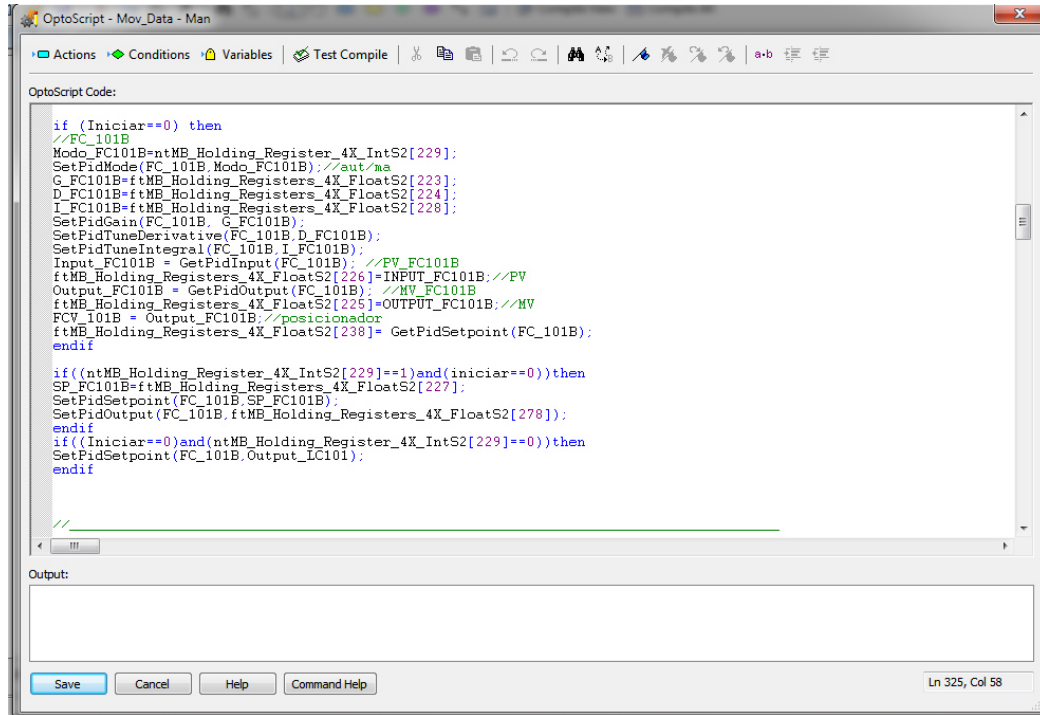 OptoScript - Mov_Data - Man
Actions Conditions Variables Test Compile a•b
OptoScript Code:
if (Iniciar==0) then
//FC_101B
Modo_FC101B=ntMB_Holding_Register_4X_IntS2[229];
SetPidMode(FC_101B,Modo_FC101B);//aut/ma
G_FC101B=ftMB_Holding_Registers_4X_FloatS2[223];
D_FC101B=ftMB_Holding_Registers_4X_FloatS2[224];
I_FC101B=ftMB_Holding_Registers_4X_FloatS2[228];
SetPidGain(FC_101B, G_FC101B);
SetPidTuneDerivative(FC_101B,D_FC101B);
SetPidTuneIntegral(FC_101B,I_FC101B);
Input_FC101B = GetPidInput(FC_101B); //PV_FC101B
ftMB_Holding_Registers_4X_FloatS2[226]=INPUT_FC101B;//PV
Output_FC101B = GetPidOutput(FC_101B); //MV_FC101B
ftMB_Holding_Registers_4X_FloatS2[225]=OUTPUT_FC101B;//MV
FCV_101B = Output_FC101B;//posicionador
ftMB_Holding_Registers_4X_FloatS2[238]= GetPidSetpoint(FC_101B);
endif
if((ntMB_Holding_Register_4X_IntS2[229]==1)and(iniciar==0))then
SP_FC101B=ftMB_Holding_Registers_4X_FloatS2[227];
SetPidSetpoint(FC_101B,SP_FC101B);
SetPidOutput(FC_101B,ftMB_Holding_Registers_4X_FloatS2[278]);
endif
if((Iniciar==0)and(ntMB_Holding_Register_4X_IntS2[229]==0))then
SetPidSetpoint(FC_101B,Output_LC101);
endif
//_______________________________________________________________________
Output:
Save Cancel Help Command Help Ln 325, Col 58